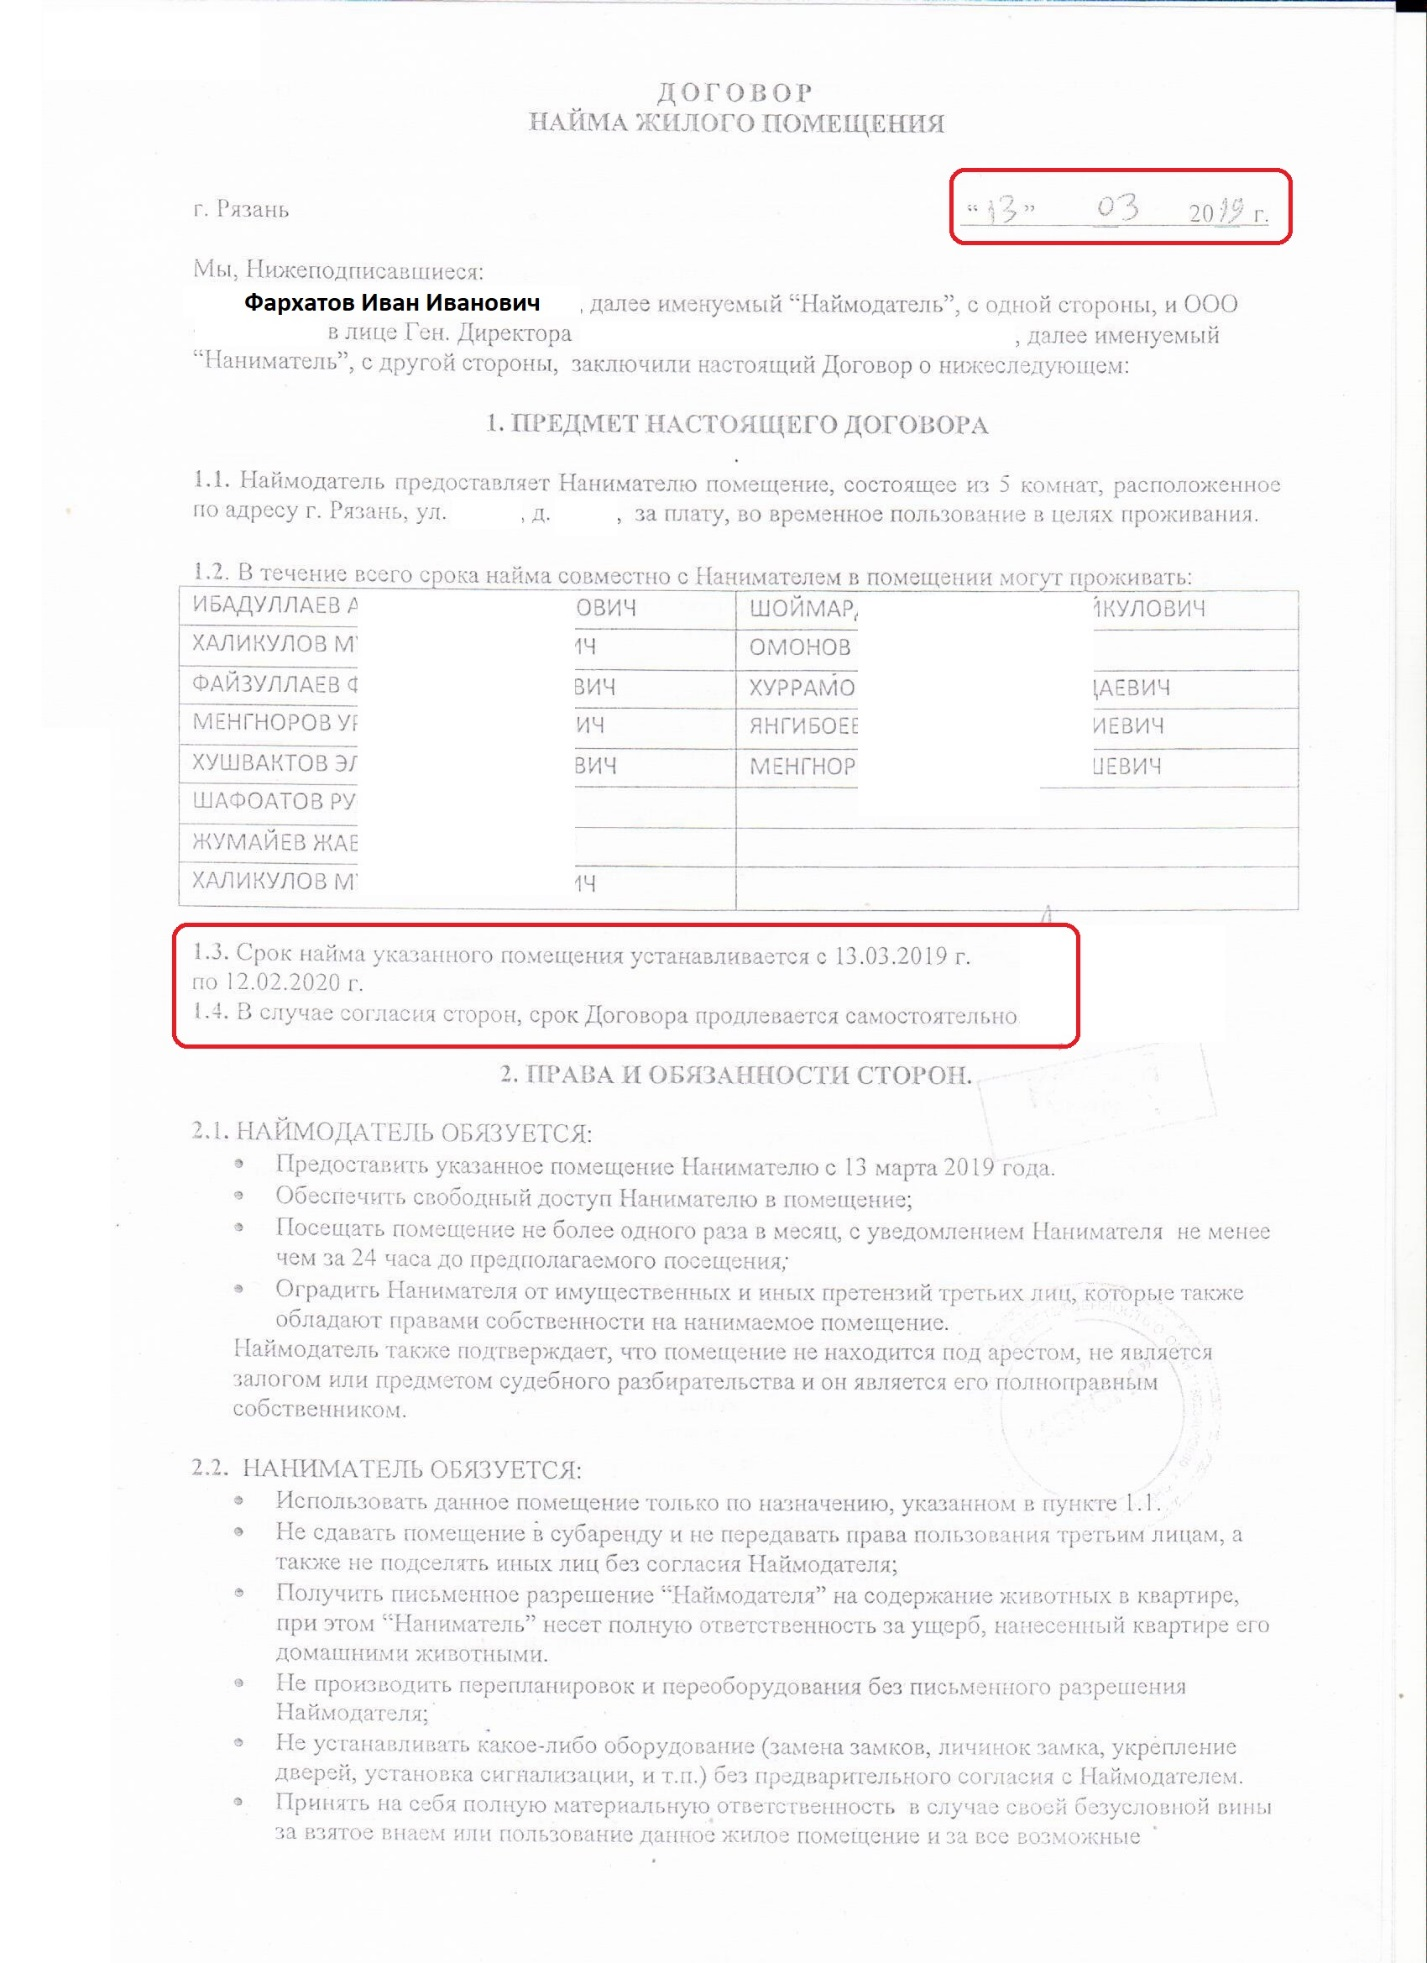 ДОГОВОР
НАЙМА ЖИЛОГО ПОМЕЩЕНИЯ
г. Рязань
“13” 03 2019 г.
Мы, Нижеподписавшиеся:
Фархатов Иван Иванович , далее именуемый “Наймодатель”, с одной стороны, и ООО
в лице Ген. Директора , далее именуемый
“Наниматель”, с другой стороны, заключили настоящий Договор о нижеследующем:
1. ПРЕДМЕТ НАСТОЯЩЕГО ДОГОВОРА
1.1. Наймодатель предоставляет Нанимателю помещение, состоящее из 5 комнат, расположенное
по адресу г. Рязань, ул. , д. , за плату, во временное пользование в целях проживания.
1.2. В течение всего срока найма совместно с Нанимателем в помещении могут проживать:
ИБАДУЛЛАЕВ А ОВИЧ ШОЙМАР ЙКУЛОВИЧ
ХАЛИКУЛОВ М ИЧ ОМОНОВ
ФАЙЗУЛЛАЕВ Ф ВИЧ ХУРРАМО ДАЕВИЧ
МЕНГНОРОВ УР ИЧ ЯНГИБОЕВ ИЕВИЧ
ХУШВАКТОВ ЭЛ ВИЧ МЕНГНОР ШЕВИЧ
ШАФОАТОВ РУ
ЖУМАЙЕВ ЖАВ
ХАЛИКУЛОВ М ИЧ
1.3. Срок найма указанного помещения устанавливается с 13.03.2019 г.
по 12.02.2020 г.
1.4. В случае согласия сторон, срок Договора продлевается самостоятельно
2. ПРАВА И ОБЯЗАННОСТИ СТОРОН.
2.1. НАЙМОДАТЕЛЬ ОБЯЗУЕТСЯ:
• Предоставить указанное помещение Нанимателю с 13 марта 2019 года.
• Обеспечить свободный доступ Нанимателю в помещение;
• Посещать помещение не более одного раза в месяц, с уведомлением Нанимателя не менее
чем за 24 часа до предполагаемого посещения;
• Оградить Нанимателя от имущественных и иных претензий третьих лиц, которые также
обладают правами собственности на нанимаемое помещение.
Наймодатель также подтверждает, что помещение не находится под арестом, не является
залогом или предметом судебного разбирательства и он является его полноправным
собственником.
2.2. НАНИМАТЕЛЬ ОБЯЗУЕТСЯ:
• Использовать данное помещение только по назначению, указанном в пункте 1.1.
• Не сдавать помещение в субаренду и не передавать права пользования третьим лицам, а
также не подселять иных лиц без согласия Наймодателя;
• Получить письменное разрешение “Наймодателя” на содержание животных в квартире,
при этом “Наниматель” несет полную ответственность за ущерб, нанесенный квартире его
домашними животными.
• Не производить перепланировок и переоборудования без письменного разрешения
Наймодателя;
• Не устанавливать какое-либо оборудование (замена замков, личинок замка, укрепление
дверей, установка сигнализации, и т.п.) без предварительного согласия с Наймодателем.
• Принять на себя полную материальную ответственность в случае своей безусловной вины
за взятое внаем или пользование данное жилое помещение и за все возможные